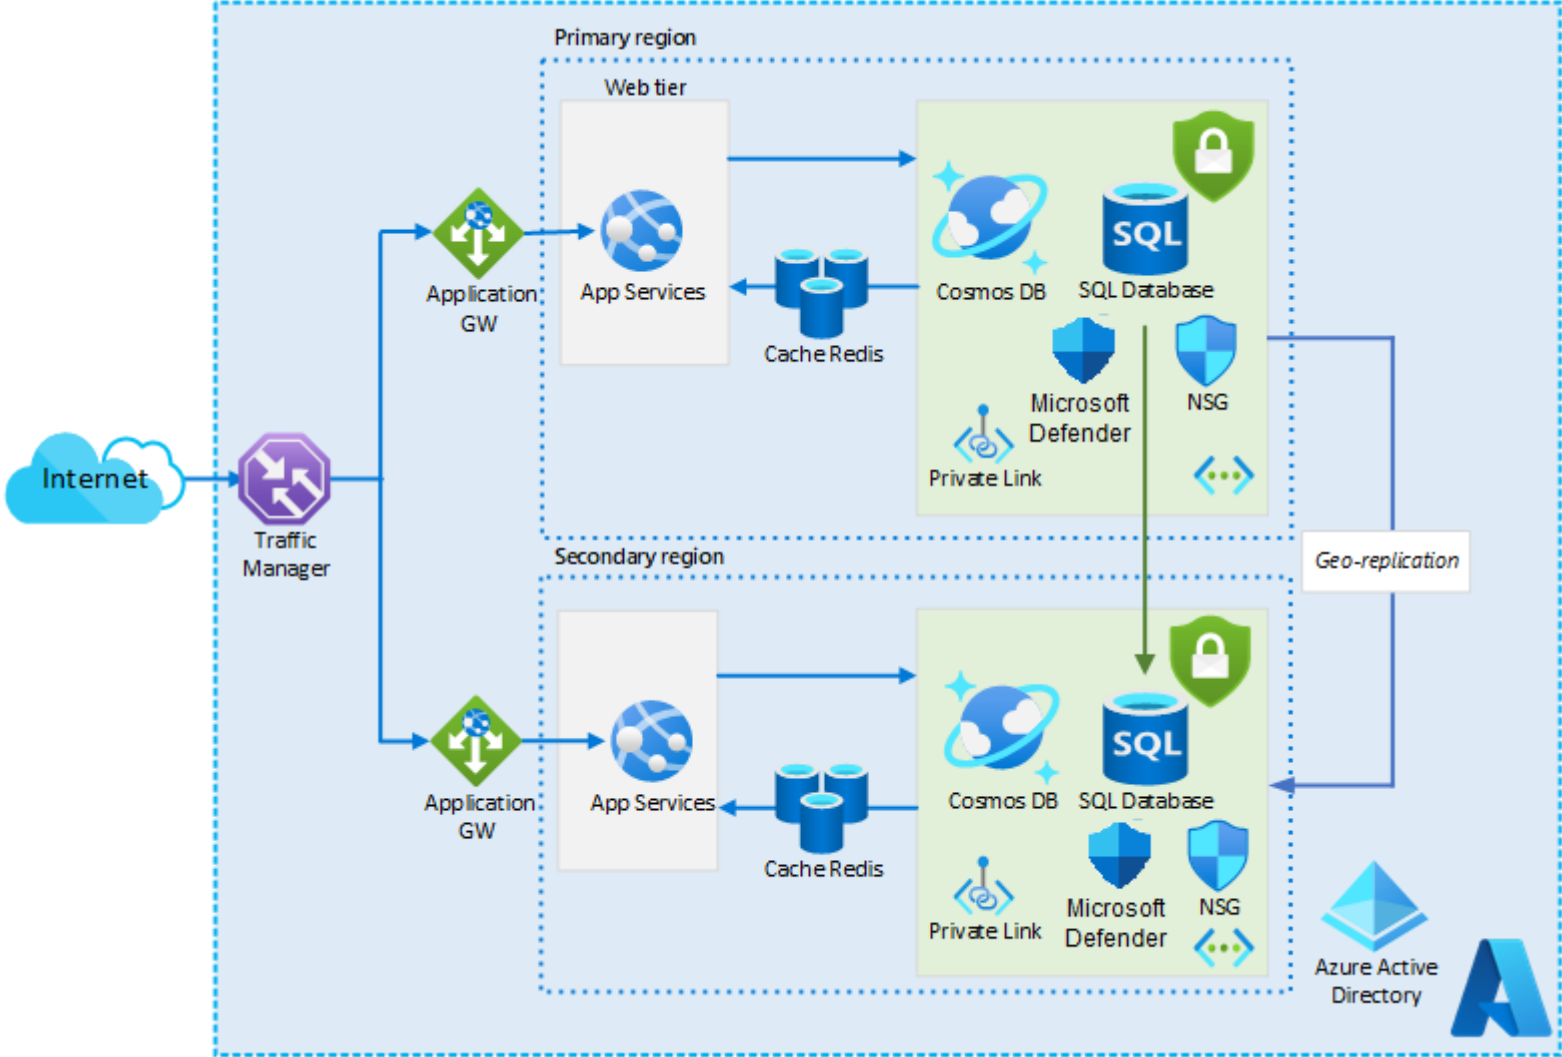 Primary region
Web tier
App Services
Application
GW
Cache Redis
Cosmos DB
SQL
SQL Database
Microsoft
Defender
NSG
Private Link
Internet
Traffic
Manager
Geo-replication
Secondary region
App Services
Application
GW
Cache Redis
Cosmos DB
SQL
SQL Database
Microsoft
Defender
NSG
Private Link
Azure Active
Directory